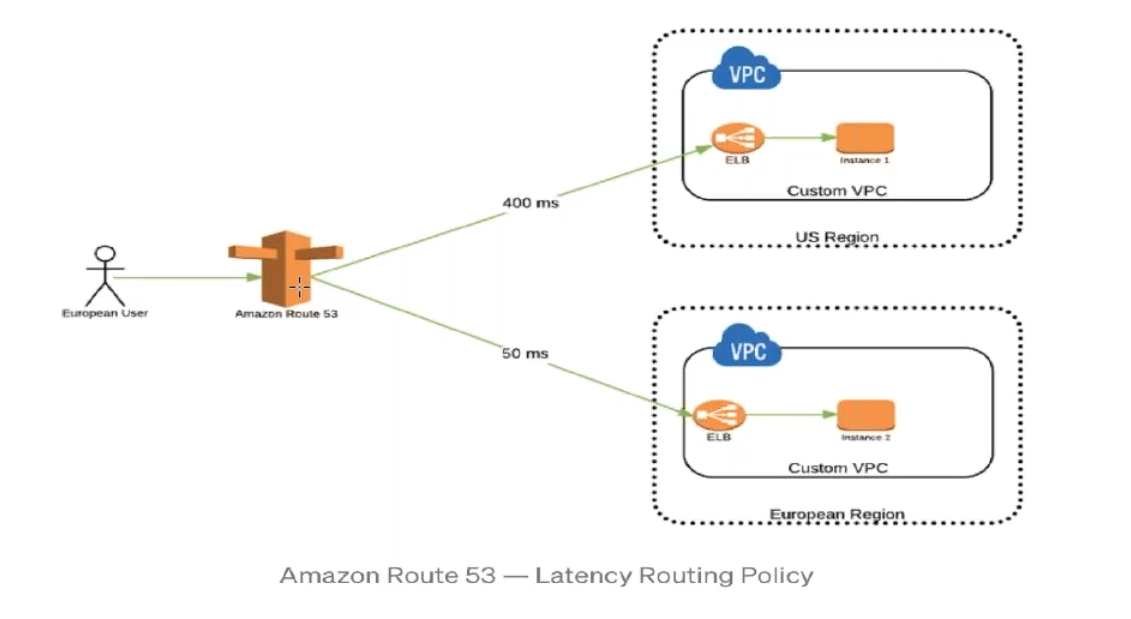 VPC
ELB
Instance 1
Custom VPC
US Region
400 ms
European User
Amazon Route 53
50 ms
VPC
ELB
Instance 2
Custom VPC
European Region
Amazon Route 53 — Latency Routing Policy